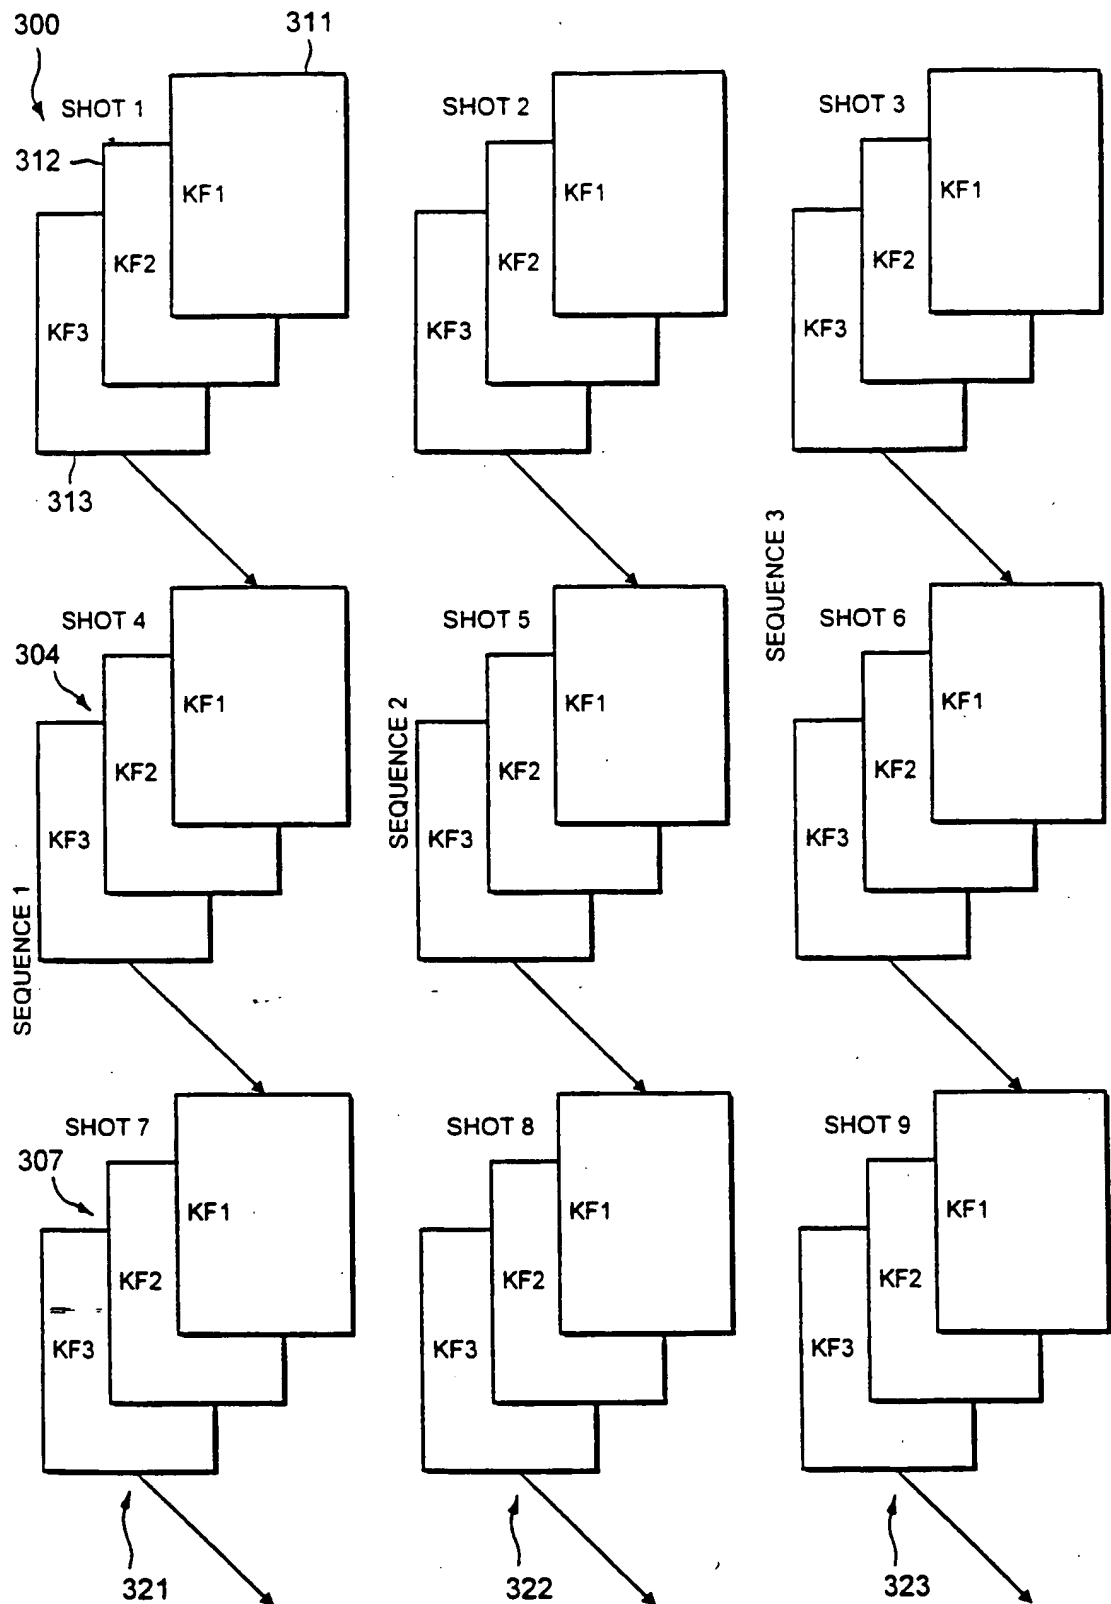 300
311
SHOT 1
SHOT 2
SHOT 3
312
KF1
KF1
KF1
KF2
KF2
KF2
KF3
KF3
KF3
313
SEQUENCE 3
SHOT 4
SHOT 5
SHOT 6
304
KF1
KF1
KF1
SEQUENCE 2
KF2
KF2
KF2
KF3
KF3
KF3
SEQUENCE 1
SHOT 7
SHOT 8
SHOT 9
307
KF1
KF1
KF1
KF2
KF2
KF2
KF3
KF3
KF3
321
322
323